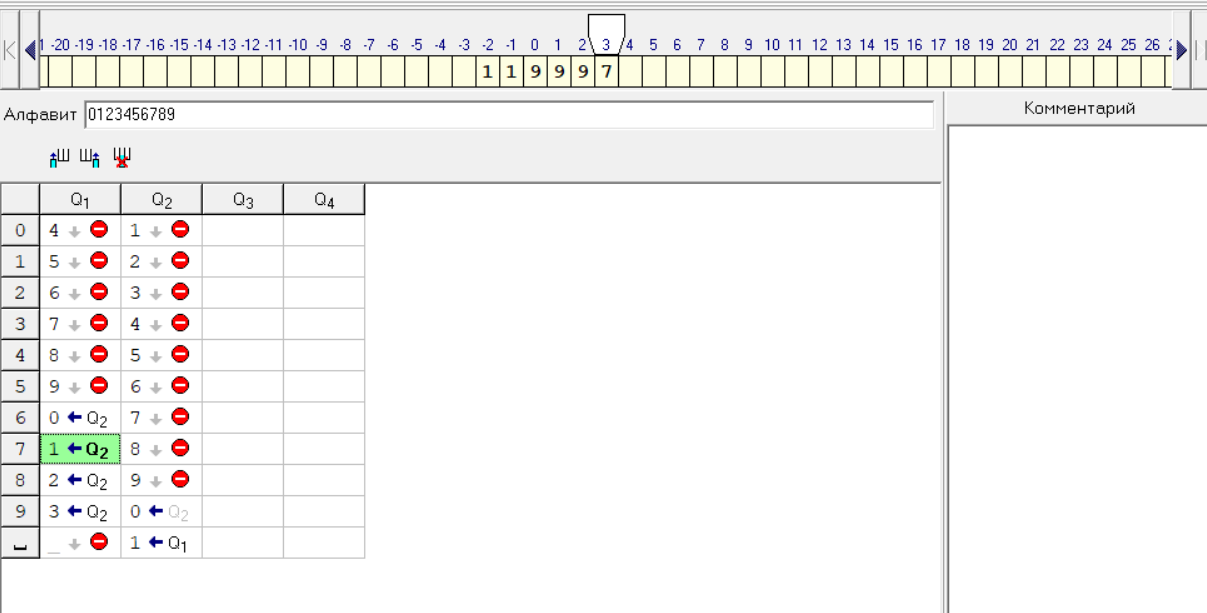 1 -20 -19 -18 -17 -16 -15 -14 -13 -12 -11 -10 -9 -8 -7 -6 -5 -4 -3 -2 -1 0 1 2 3 4 5 6 7 8 9 10 11 12 13 14 15 16 17 18 19 20 21 22 23 24 25 26
1 1 9 9 9 7
Алфавит 0123456789
Комментарий
Q1 Q2 Q3 Q4
0 4 1
1 5 2
2 6 3
3 7 4
4 8 5
5 9 6
6 0 ← Q2 7
7 1 ← Q2 8
8 2 ← Q2 9
9 3 ← Q2 0 ← Q2
_ _ 1 ← Q1